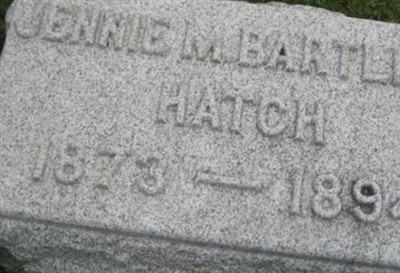 JENNIE M. BARTL
HATCH
1873 — 189